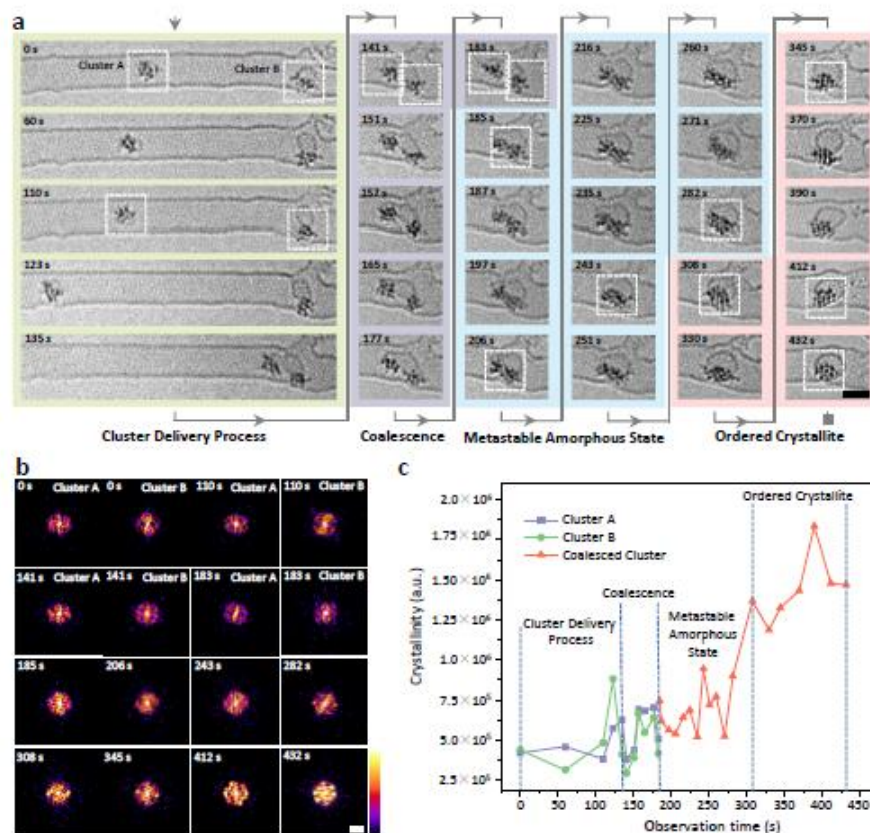 a
0 s 141 s 183 s 216 s 260 s 345 s
Cluster A Cluster B
60 s 151 s 185 s 225 s 271 s 370 s
110 s 152 s 187 s 235 s 282 s 390 s
123 s 165 s 197 s 243 s 308 s 412 s
135 s 177 s 206 s 251 s 330 s 432 s
Cluster Delivery Process Coalescence Metastable Amorphous State Ordered Crystallite
b
0 s Cluster A 0 s Cluster B 110 s Cluster A 110 s Cluster B
141 s Cluster A 141 s Cluster B 183 s Cluster A 183 s Cluster B
185 s 206 s 243 s 282 s
308 s 345 s 412 s 432 s
c
Crystallinity (a.u.)
2.0×10⁶
1.75×10⁶
1.50×10⁶
1.25×10⁶
1.0×10⁶
7.5×10⁵
5.0×10⁵
2.5×10⁵
Cluster A
Cluster B
Coalesced Cluster
Ordered Crystallite
Coalescence
Cluster Delivery
Process
Metastable
Amorphous
State
0 50 100 150 200 250 300 350 400 450
Observation time (s)